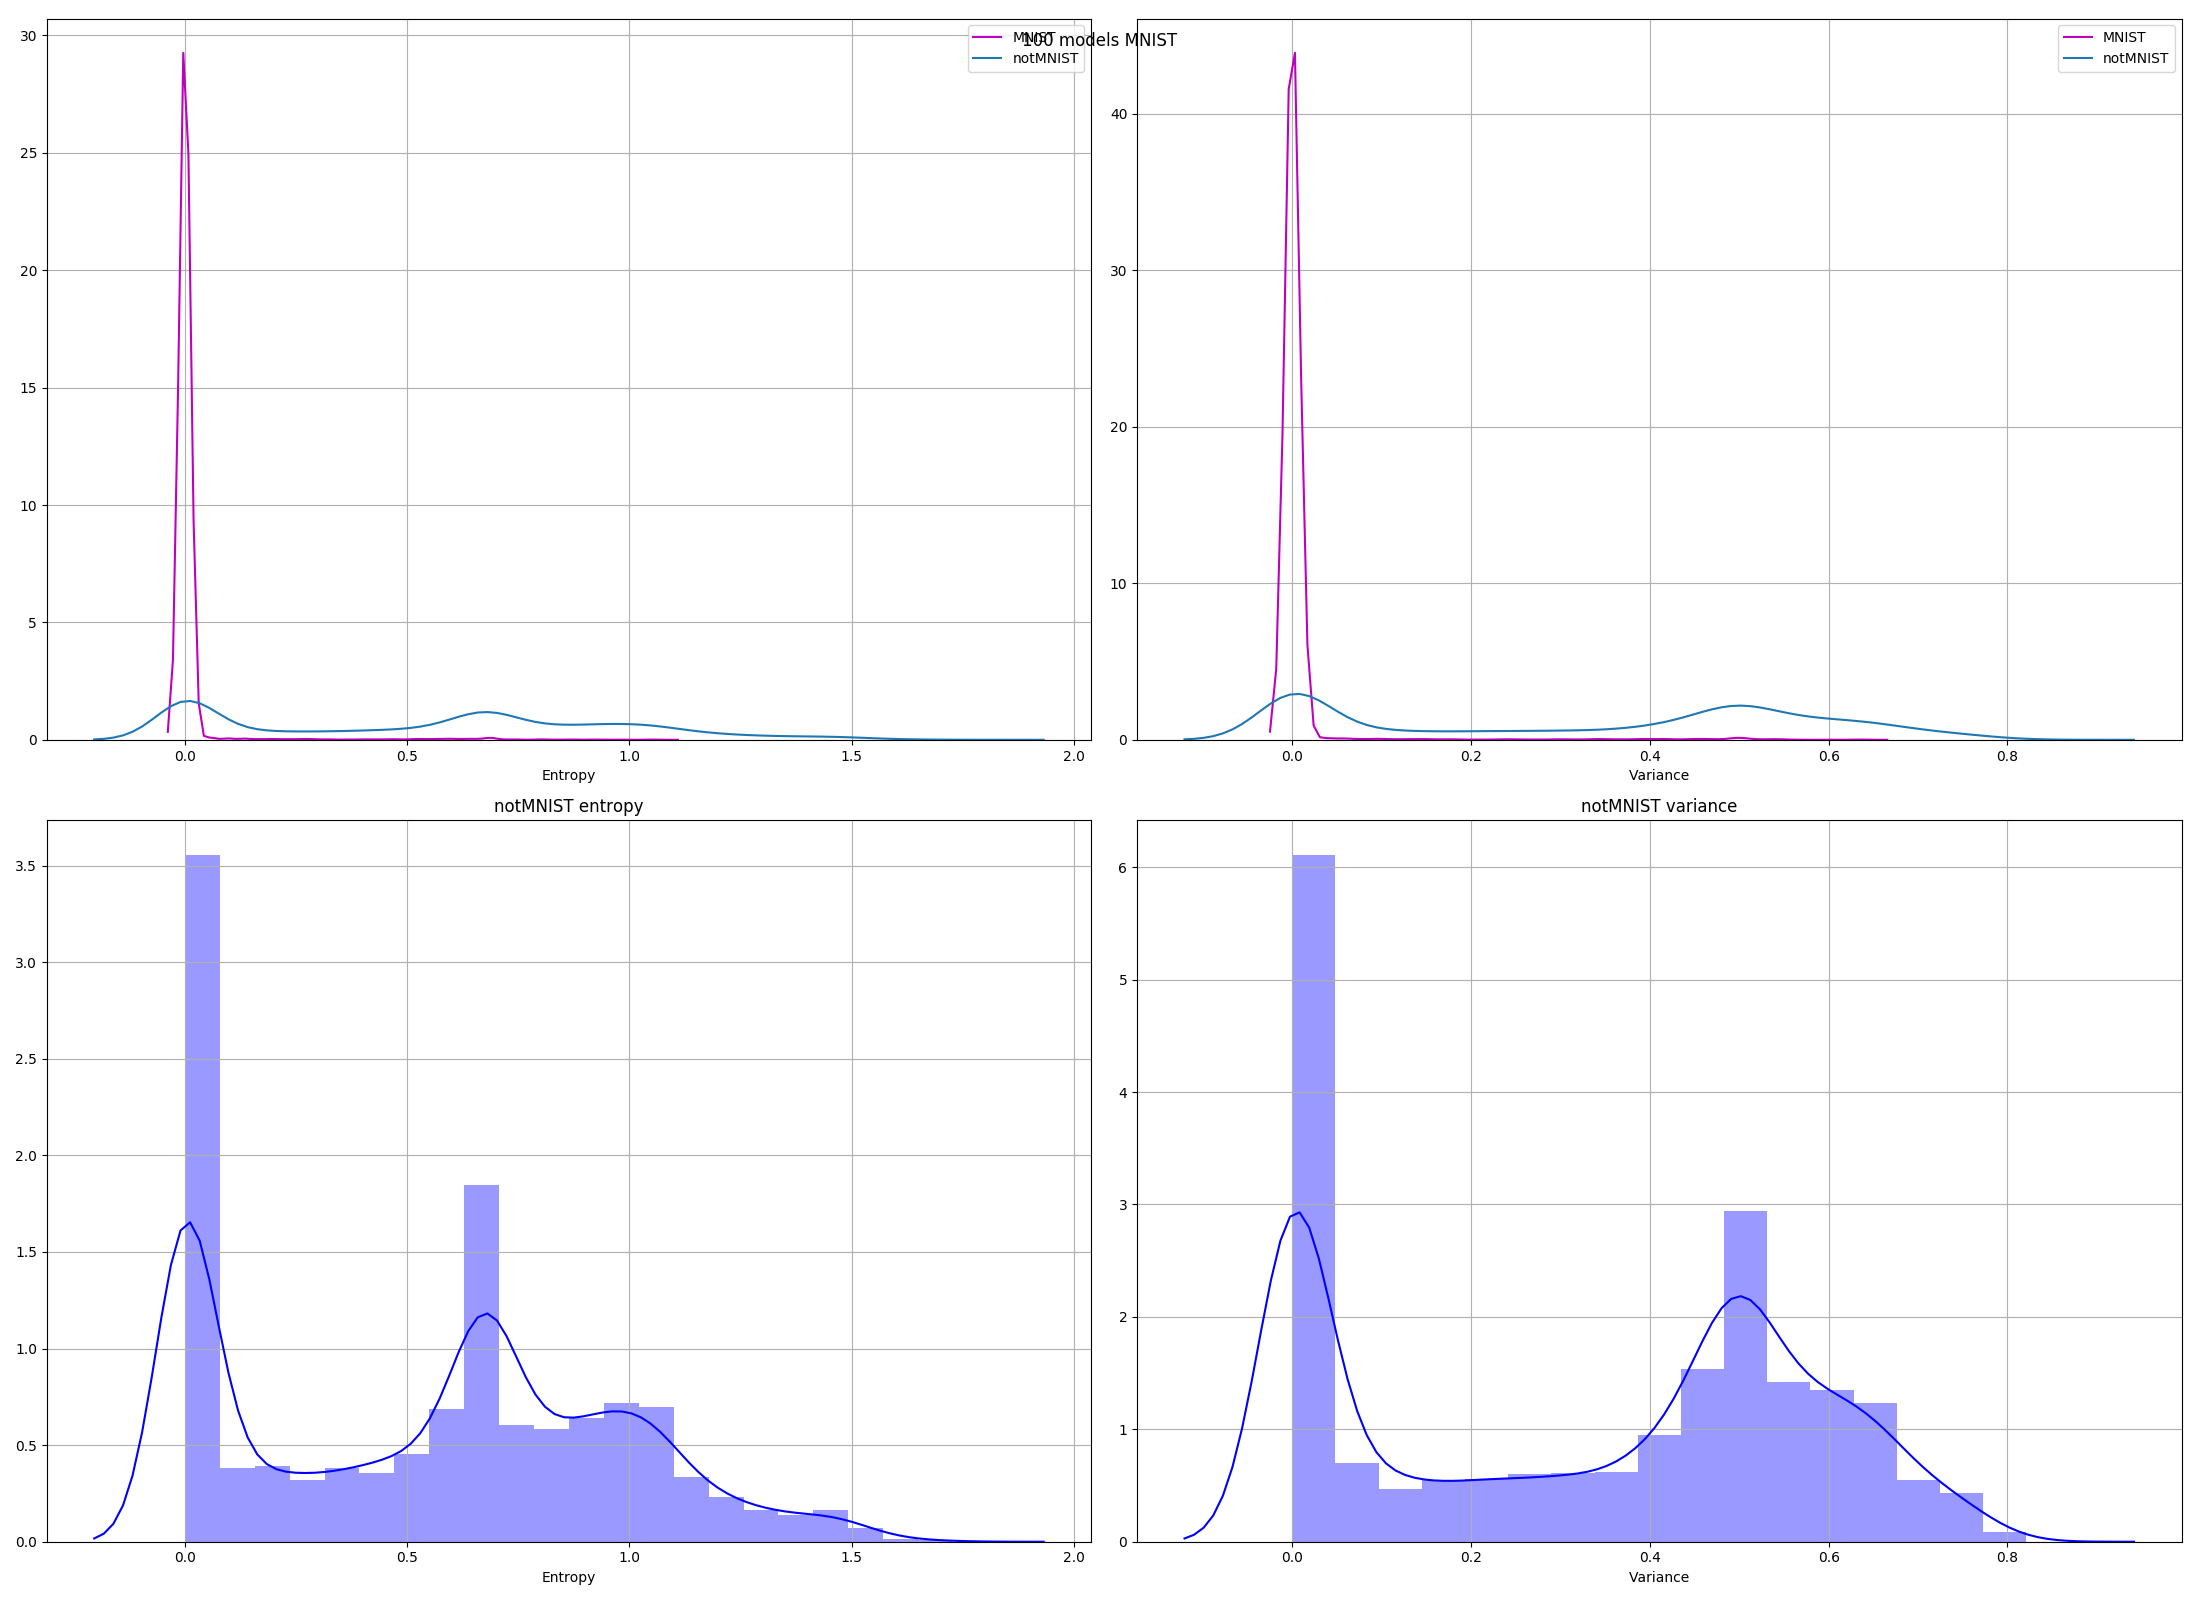 100 models MNIST
30
25
20
15
10
5
0
0.0 0.5 1.0 1.5 2.0
Entropy
MNIST
notMNIST
40
30
20
10
0
0.0 0.2 0.4 0.6 0.8
Variance
MNIST
notMNIST
notMNIST entropy
3.5
3.0
2.5
2.0
1.5
1.0
0.5
0.0
0.0 0.5 1.0 1.5 2.0
Entropy
notMNIST variance
6
5
4
3
2
1
0
0.0 0.2 0.4 0.6 0.8
Variance